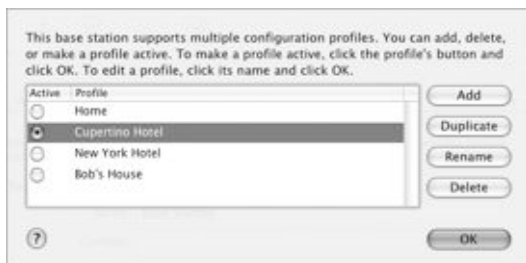 This base station supports multiple configuration profiles. You can add, delete,
or make a profile active. To make a profile active, click the profile's button and
click OK. To edit a profile, click its name and click OK.
Active Profile
Home
Cupertino Hotel
New York Hotel
Bob's House
Add
Duplicate
Rename
Delete
?
OK